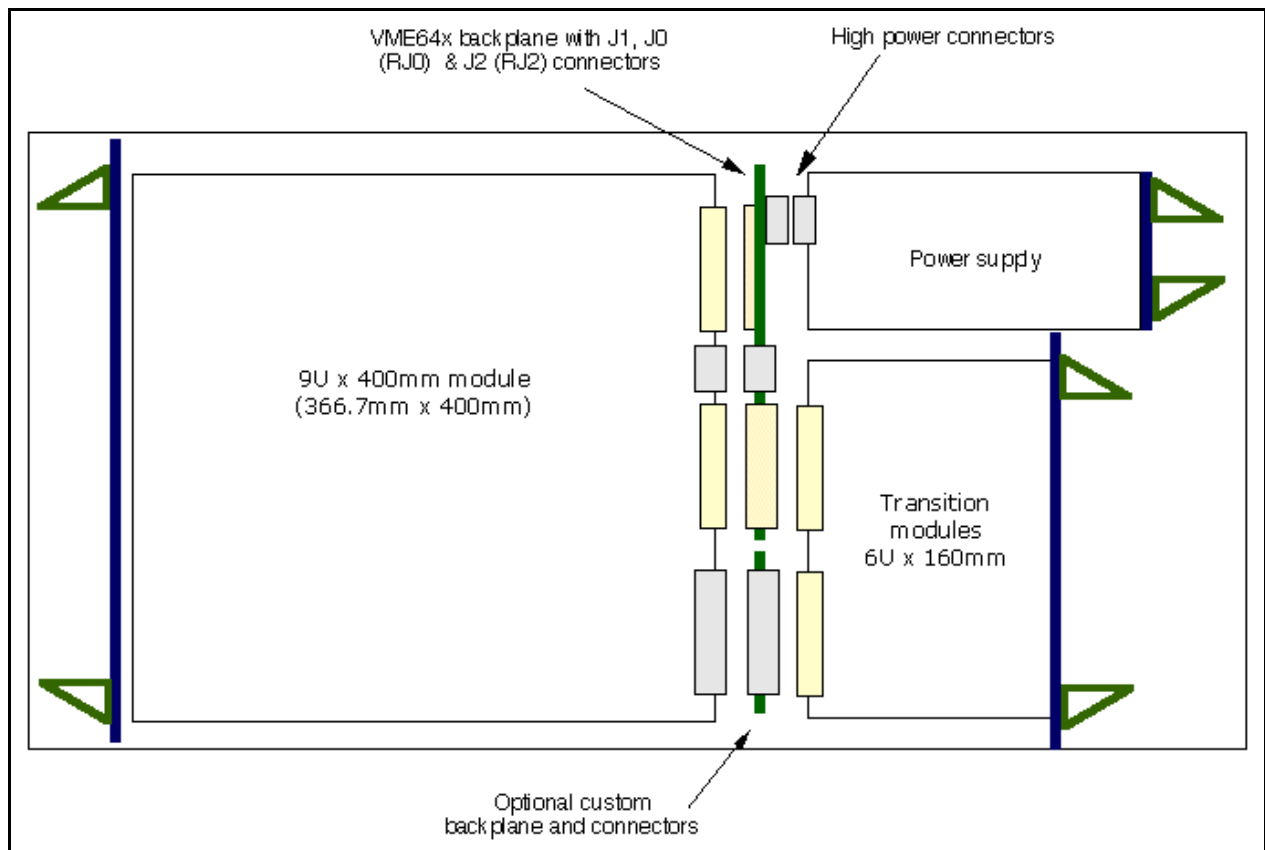 VME64x backplane with J1, J0
(RJ0) & J2 (RJ2) connectors
High power connectors
Power supply
9U x 400mm module
(366.7mm x 400mm)
Transition
modules
6U x 160mm
Optional custom
backplane and connectors